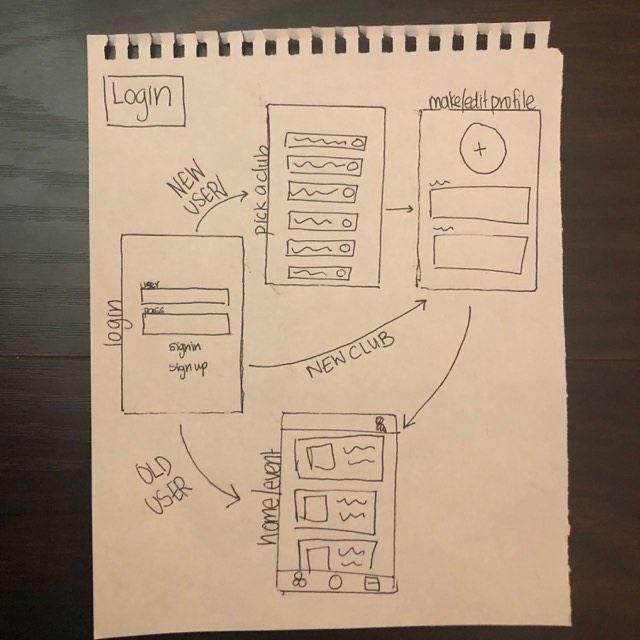 Login
make/edit profile
pick a club
NEW
USER
login
user
pass
sign in
sign up
NEW CLUB
OLD
USER
home/event